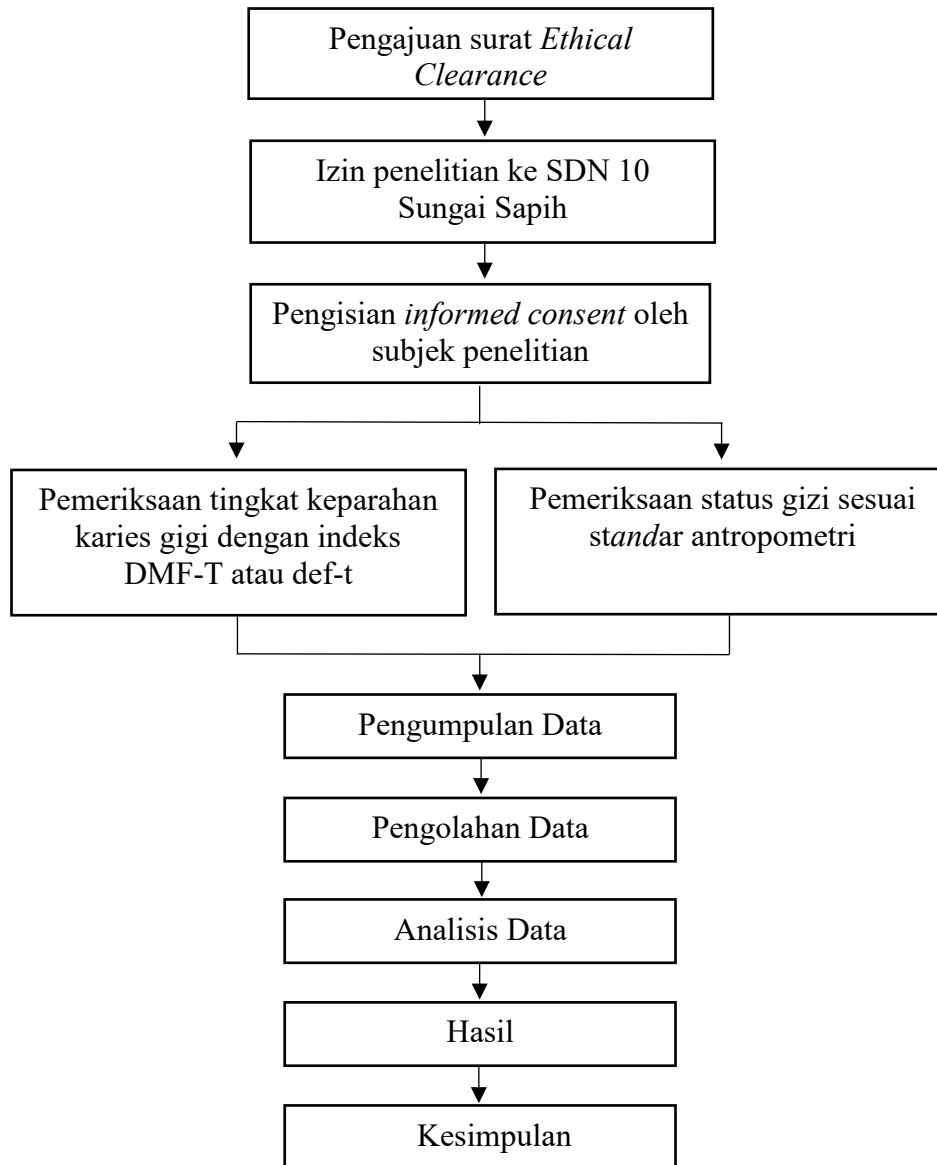 Pengajuan surat Ethical
Clearance
Izin penelitian ke SDN 10
Sungai Sapih
Pengisian informed consent oleh
subjek penelitian
Pemeriksaan tingkat keparahan
karies gigi dengan indeks
DMF-T atau def-t
Pemeriksaan status gizi sesuai
standar antropometri
Pengumpulan Data
Pengolahan Data
Analisis Data
Hasil
Kesimpulan